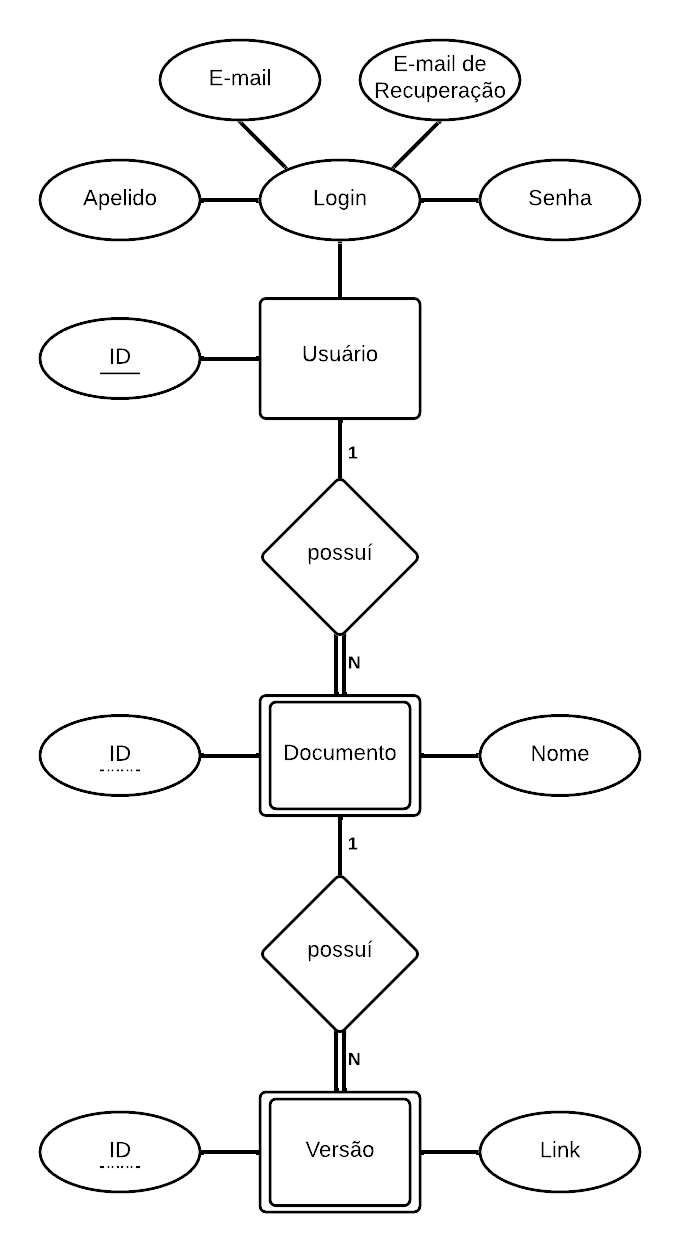 E-mail
E-mail de
Recuperação
Apelido
Login
Senha
ID
Usuário
1
possuí
N
ID
Documento
Nome
1
possuí
N
ID
Versão
Link